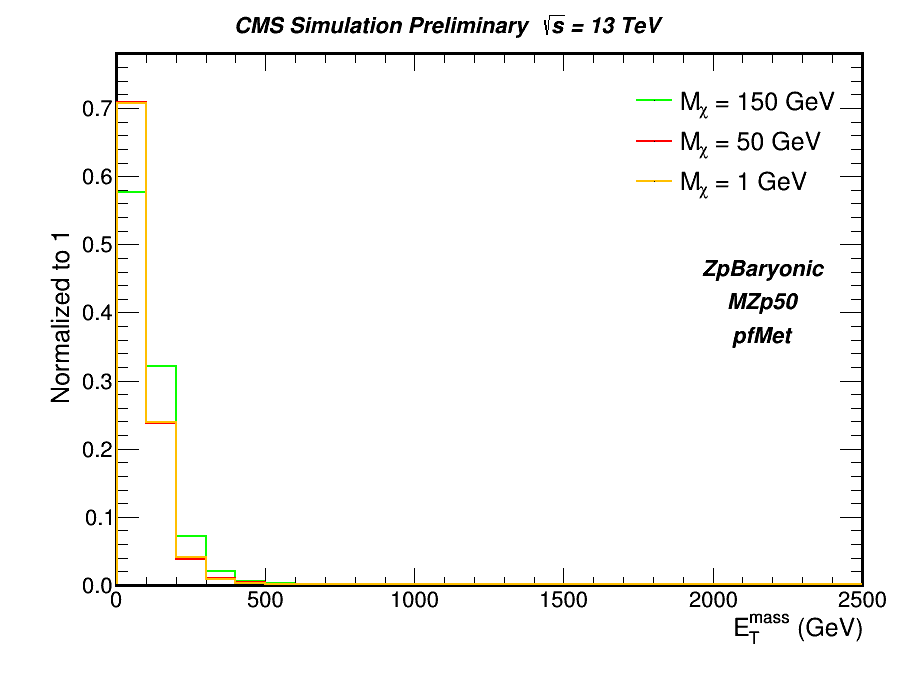 CMS Simulation Preliminary √s = 13 TeV
Mχ = 150 GeV
Mχ = 50 GeV
Mχ = 1 GeV
ZpBaryonic
MZp50
pfMet
Normalized to 1
0.7
0.6
0.5
0.4
0.3
0.2
0.1
0.0
0 500 1000 1500 2000 2500
E_T^mass (GeV)